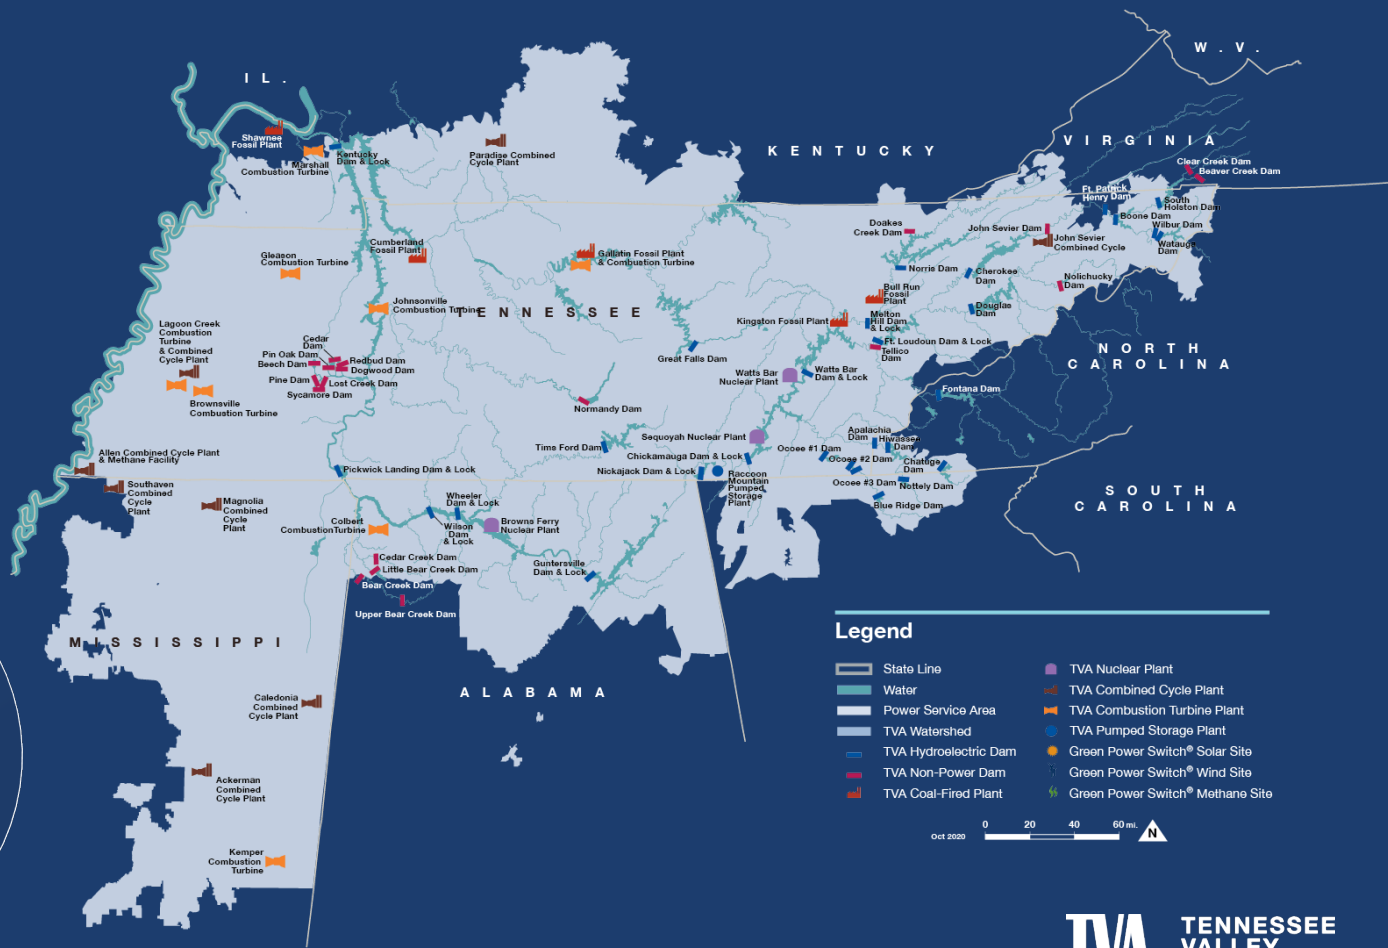 W . V .
I L .
V I R G I N I A
K E N T U C K Y
Shawnee
Fossil Plant
Marshall
Combustion Turbine
Kentucky
Dam & Lock
Paradise Combined
Cycle Plant
Clear Creek Dam
Beaver Creek Dam
Ft. Patrick
Henry Dam
South
Holston Dam
Boone Dam
Wilbur Dam
Watauga
Dam
Doakes
Creek Dam
John Sevier Dam
John Sevier
Combined Cycle
Cumberland
Fossil Plant
Gleason
Combustion Turbine
Gallatin Fossil Plant
& Combustion Turbine
Norris Dam
Cherokee
Dam
Nolichucky
Dam
Bull Run
Fossil
Plant
Johnsonville
Combustion Turbine
T E N N E S S E E
Kingston Fossil Plant
Melton
Hill Dam
& Lock
Douglas
Dam
Ft. Loudoun Dam & Lock
Tellico
Dam
Lagoon Creek
Combustion
Turbine
& Combined
Cycle Plant
Cedar
Dam
Pin Oak Dam
Beech Dam
Redbud Dam
Dogwood Dam
Pine Dam
Lost Creek Dam
Sycamore Dam
Great Falls Dam
Watts Bar
Nuclear Plant
Watts Bar
Dam & Lock
N O R T H
C A R O L I N A
Fontana Dam
Brownsville
Combustion Turbine
Normandy Dam
Sequoyah Nuclear Plant
Apalachia
Dam
Hiwassee
Dam
Tims Ford Dam
Chickamauga Dam & Lock
Ocoee #1 Dam
Ocoee #2 Dam
Chatuge
Dam
Allen Combined Cycle Plant
& Methane Facility
Pickwick Landing Dam & Lock
Nickajack Dam & Lock
Raccoon
Mountain
Pumped
Storage
Plant
Ocoee #3 Dam
Nottely Dam
Blue Ridge Dam
S O U T H
C A R O L I N A
Southaven
Combined
Cycle
Plant
Magnolia
Combined
Cycle
Plant
Colbert
CombustionTurbine
Wheeler
Dam & Lock
Wilson
Dam
& Lock
Browns Ferry
Nuclear Plant
Cedar Creek Dam
Little Bear Creek Dam
Bear Creek Dam
Upper Bear Creek Dam
Guntersville
Dam & Lock
M I S S I S S I P P I
A L A B A M A
Caledonia
Combined
Cycle Plant
Ackerman
Combined
Cycle Plant
Kemper
Combustion
Turbine
Legend
State Line
Water
Power Service Area
TVA Watershed
TVA Hydroelectric Dam
TVA Non-Power Dam
TVA Coal-Fired Plant
TVA Nuclear Plant
TVA Combined Cycle Plant
TVA Combustion Turbine Plant
TVA Pumped Storage Plant
Green Power Switch® Solar Site
Green Power Switch® Wind Site
Green Power Switch® Methane Site
Oct 2020
0 20 40 60 mi.
N
TVA
TENNESSEE
VALLEY